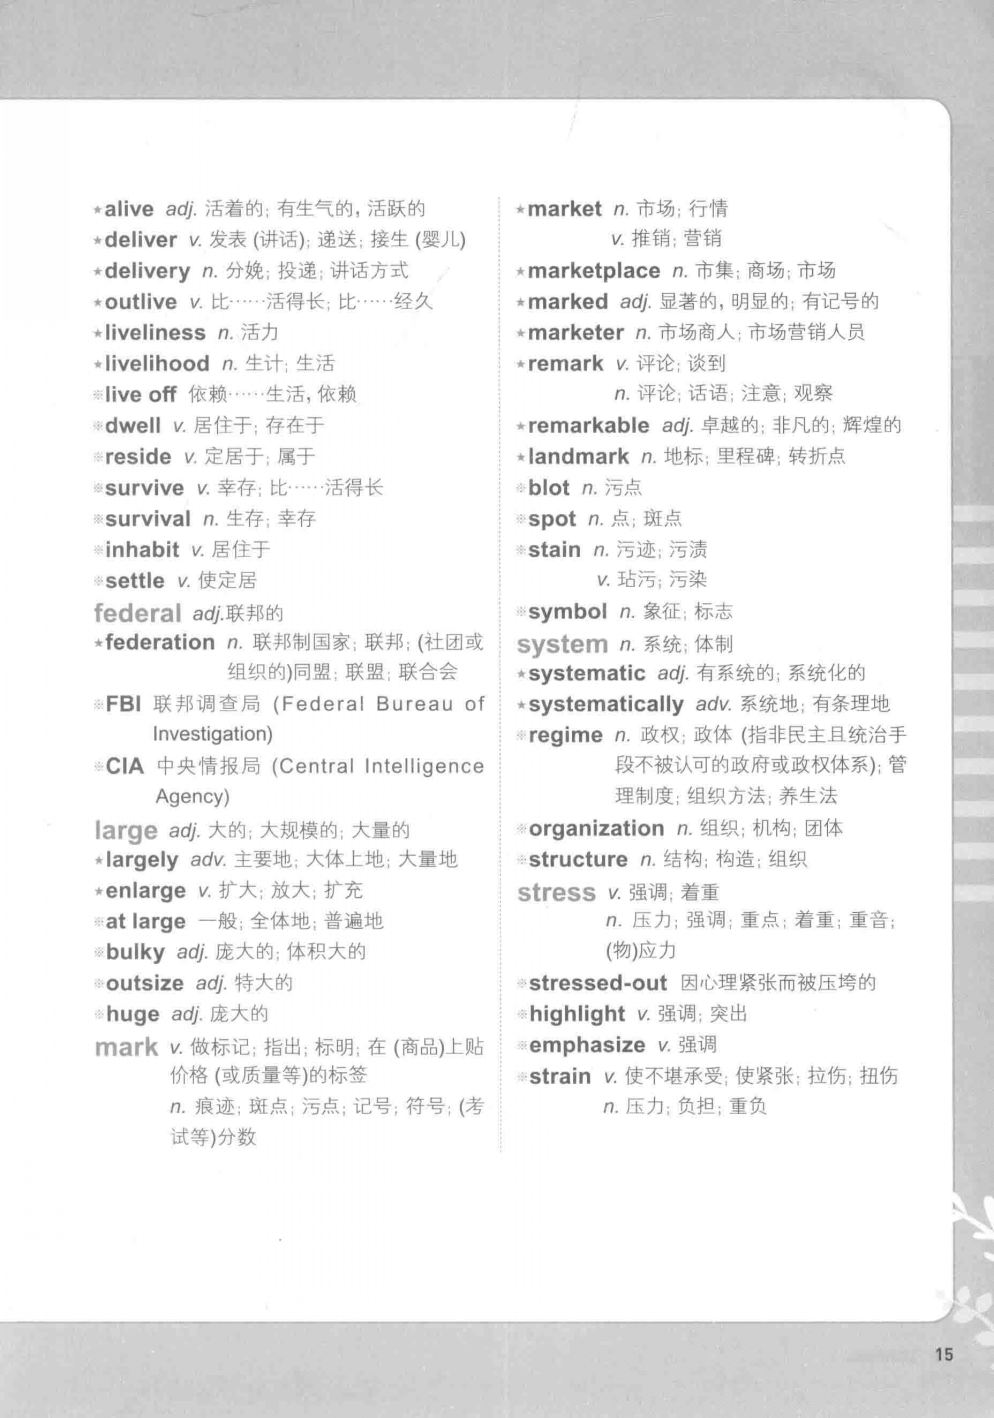 ★alive adj. 活着的; 有生气的, 活跃的
★deliver v. 发表 (讲话); 递送; 接生 (婴儿)
★delivery n. 分娩; 投递; 讲话方式
★outlive v. 比……活得长; 比……经久
★liveliness n. 活力
★livelihood n. 生计; 生活
※live off 依赖……生活, 依赖
※dwell v. 居住于; 存在于
※reside v. 定居于; 属于
※survive v. 幸存; 比……活得长
※survival n. 生存; 幸存
※inhabit v. 居住于
※settle v. 使定居
federal adj.联邦的
★federation n. 联邦制国家; 联邦; (社团或
组织的)同盟; 联盟; 联合会
※FBI 联邦调查局 (Federal Bureau of
Investigation)
※CIA 中央情报局 (Central Intelligence
Agency)
large adj. 大的; 大规模的; 大量的
★largely adv. 主要地; 大体上地; 大量地
★enlarge v. 扩大; 放大; 扩充
※at large 一般; 全体地; 普遍地
※bulky adj. 庞大的; 体积大的
※outsize adj. 特大的
※huge adj. 庞大的
mark v. 做标记; 指出; 标明; 在 (商品)上贴
价格 (或质量等)的标签
n. 痕迹; 斑点; 污点; 记号; 符号; (考
试等)分数
★market n. 市场; 行情
v. 推销; 营销
★marketplace n. 市集; 商场; 市场
★marked adj. 显著的, 明显的; 有记号的
★marketer n. 市场商人; 市场营销人员
★remark v. 评论; 谈到
n. 评论; 话语; 注意; 观察
★remarkable adj. 卓越的; 非凡的; 辉煌的
★landmark n. 地标; 里程碑; 转折点
※blot n. 污点
※spot n. 点; 斑点
※stain n. 污迹; 污渍
v. 玷污; 污染
※symbol n. 象征; 标志
system n. 系统; 体制
★systematic adj. 有系统的; 系统化的
★systematically adv. 系统地; 有条理地
※regime n. 政权; 政体 (指非民主且统治手
段不被认可的政府或政权体系); 管
理制度; 组织方法; 养生法
※organization n. 组织; 机构; 团体
※structure n. 结构; 构造; 组织
stress v. 强调; 着重
n. 压力; 强调; 重点; 着重; 重音;
(物)应力
※stressed-out 因心理紧张而被压垮的
※highlight v. 强调; 突出
※emphasize v. 强调
※strain v. 使不堪承受; 使紧张; 拉伤; 扭伤
n. 压力; 负担; 重负
15